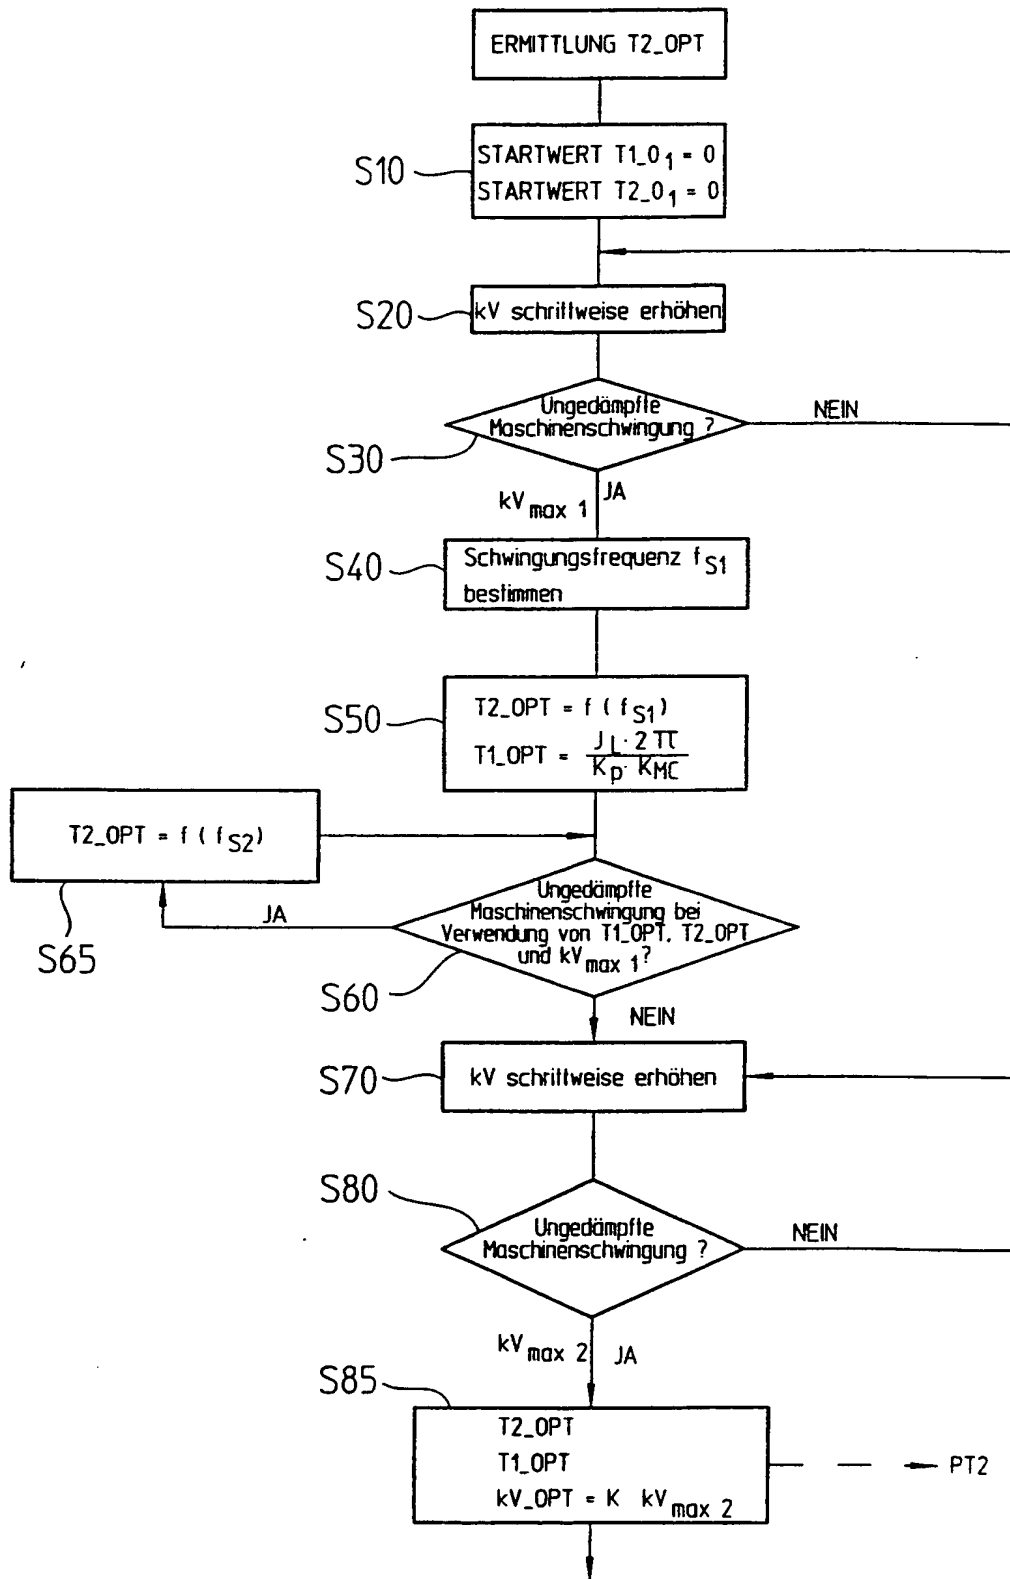 ERMITTLUNG T2_OPT
S10
STARTWERT T1_0₁ = 0
STARTWERT T2_0₁ = 0
S20
kV schrittweise erhöhen
S30
Ungedämpfte
Maschinenschwingung ?
NEIN
kV max 1
JA
S40
Schwingungsfrequenz f S1
bestimmen
S50
T2_OPT = f ( f S1 )
T1_OPT = J L · 2 π / K p · K MC
T2_OPT = f ( f S2 )
S65
JA
Ungedämpfte
Maschinenschwingung bei
Verwendung von T1_OPT, T2_OPT
und kV max 1 ?
S60
NEIN
S70
kV schrittweise erhöhen
S80
Ungedämpfte
Maschinenschwingung ?
NEIN
kV max 2
JA
S85
T2_OPT
T1_OPT
kV_OPT = K kV max 2
PT2